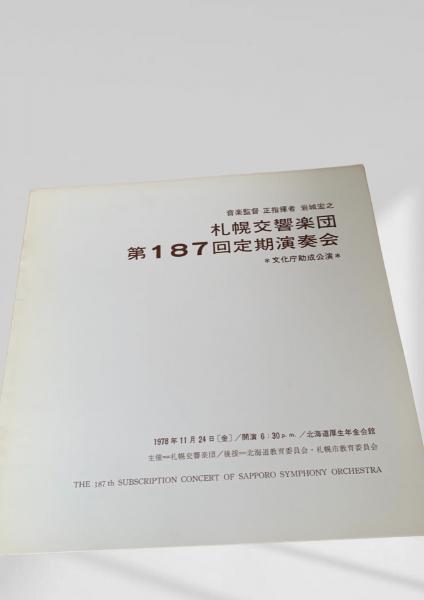 音楽監督 正指揮者 岩城宏之
札幌交響楽団
第187回定期演奏会
*文化庁助成公演*
1978年11月24日[金]/開演 6:30 p.m./北海道厚生年金会館
主催=札幌交響楽団/後援=北海道教育委員会・札幌市教育委員会
THE 187th SUBSCRIPTION CONCERT OF SAPPORO SYMPHONY ORCHESTRA